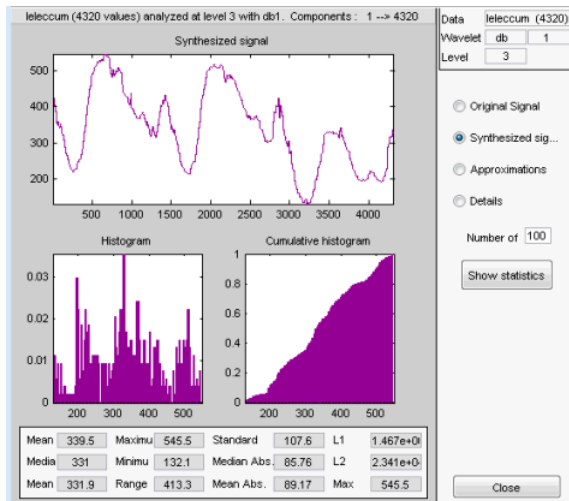 leleccum (4320 values) analyzed at level 3 with db1. Components : 1 --> 4320
Data leleccum (4320)
Wavelet db 1
Level 3
Synthesized signal
500
400
300
200
500 1000 1500 2000 2500 3000 3500 4000
Original Signal
Synthesized sig...
Approximations
Details
Number of 100
Show statistics
Histogram
0.03
0.02
0.01
0
200 300 400 500
Cumulative histogram
1
0.8
0.6
0.4
0.2
0
200 300 400 500
Mean 339.5 Maximu 545.5 Standard 107.6 L1 1.467e+0
Media 331 Minimu 132.1 Median Abs. 85.76 L2 2.341e+0
Mean 331.9 Range 413.3 Mean Abs. 89.17 Max 545.5
Close